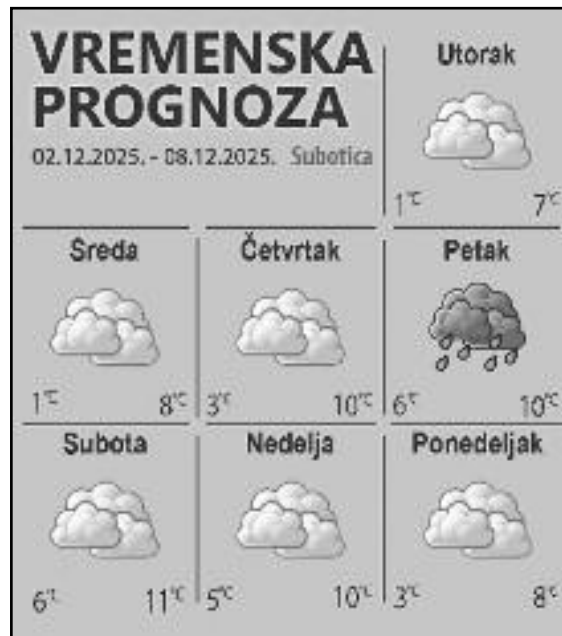 VREMENSKA
PROGNOZA
02.12.2025. - 08.12.2025. Subotica
Utorak
1°C 7°C
Sreda
1°C 8°C
Četvrtak
3°C 10°C
Petak
6°C 10°C
Subota
6°C 11°C
Nedelja
5°C 10°C
Ponedeljak
3°C 8°C